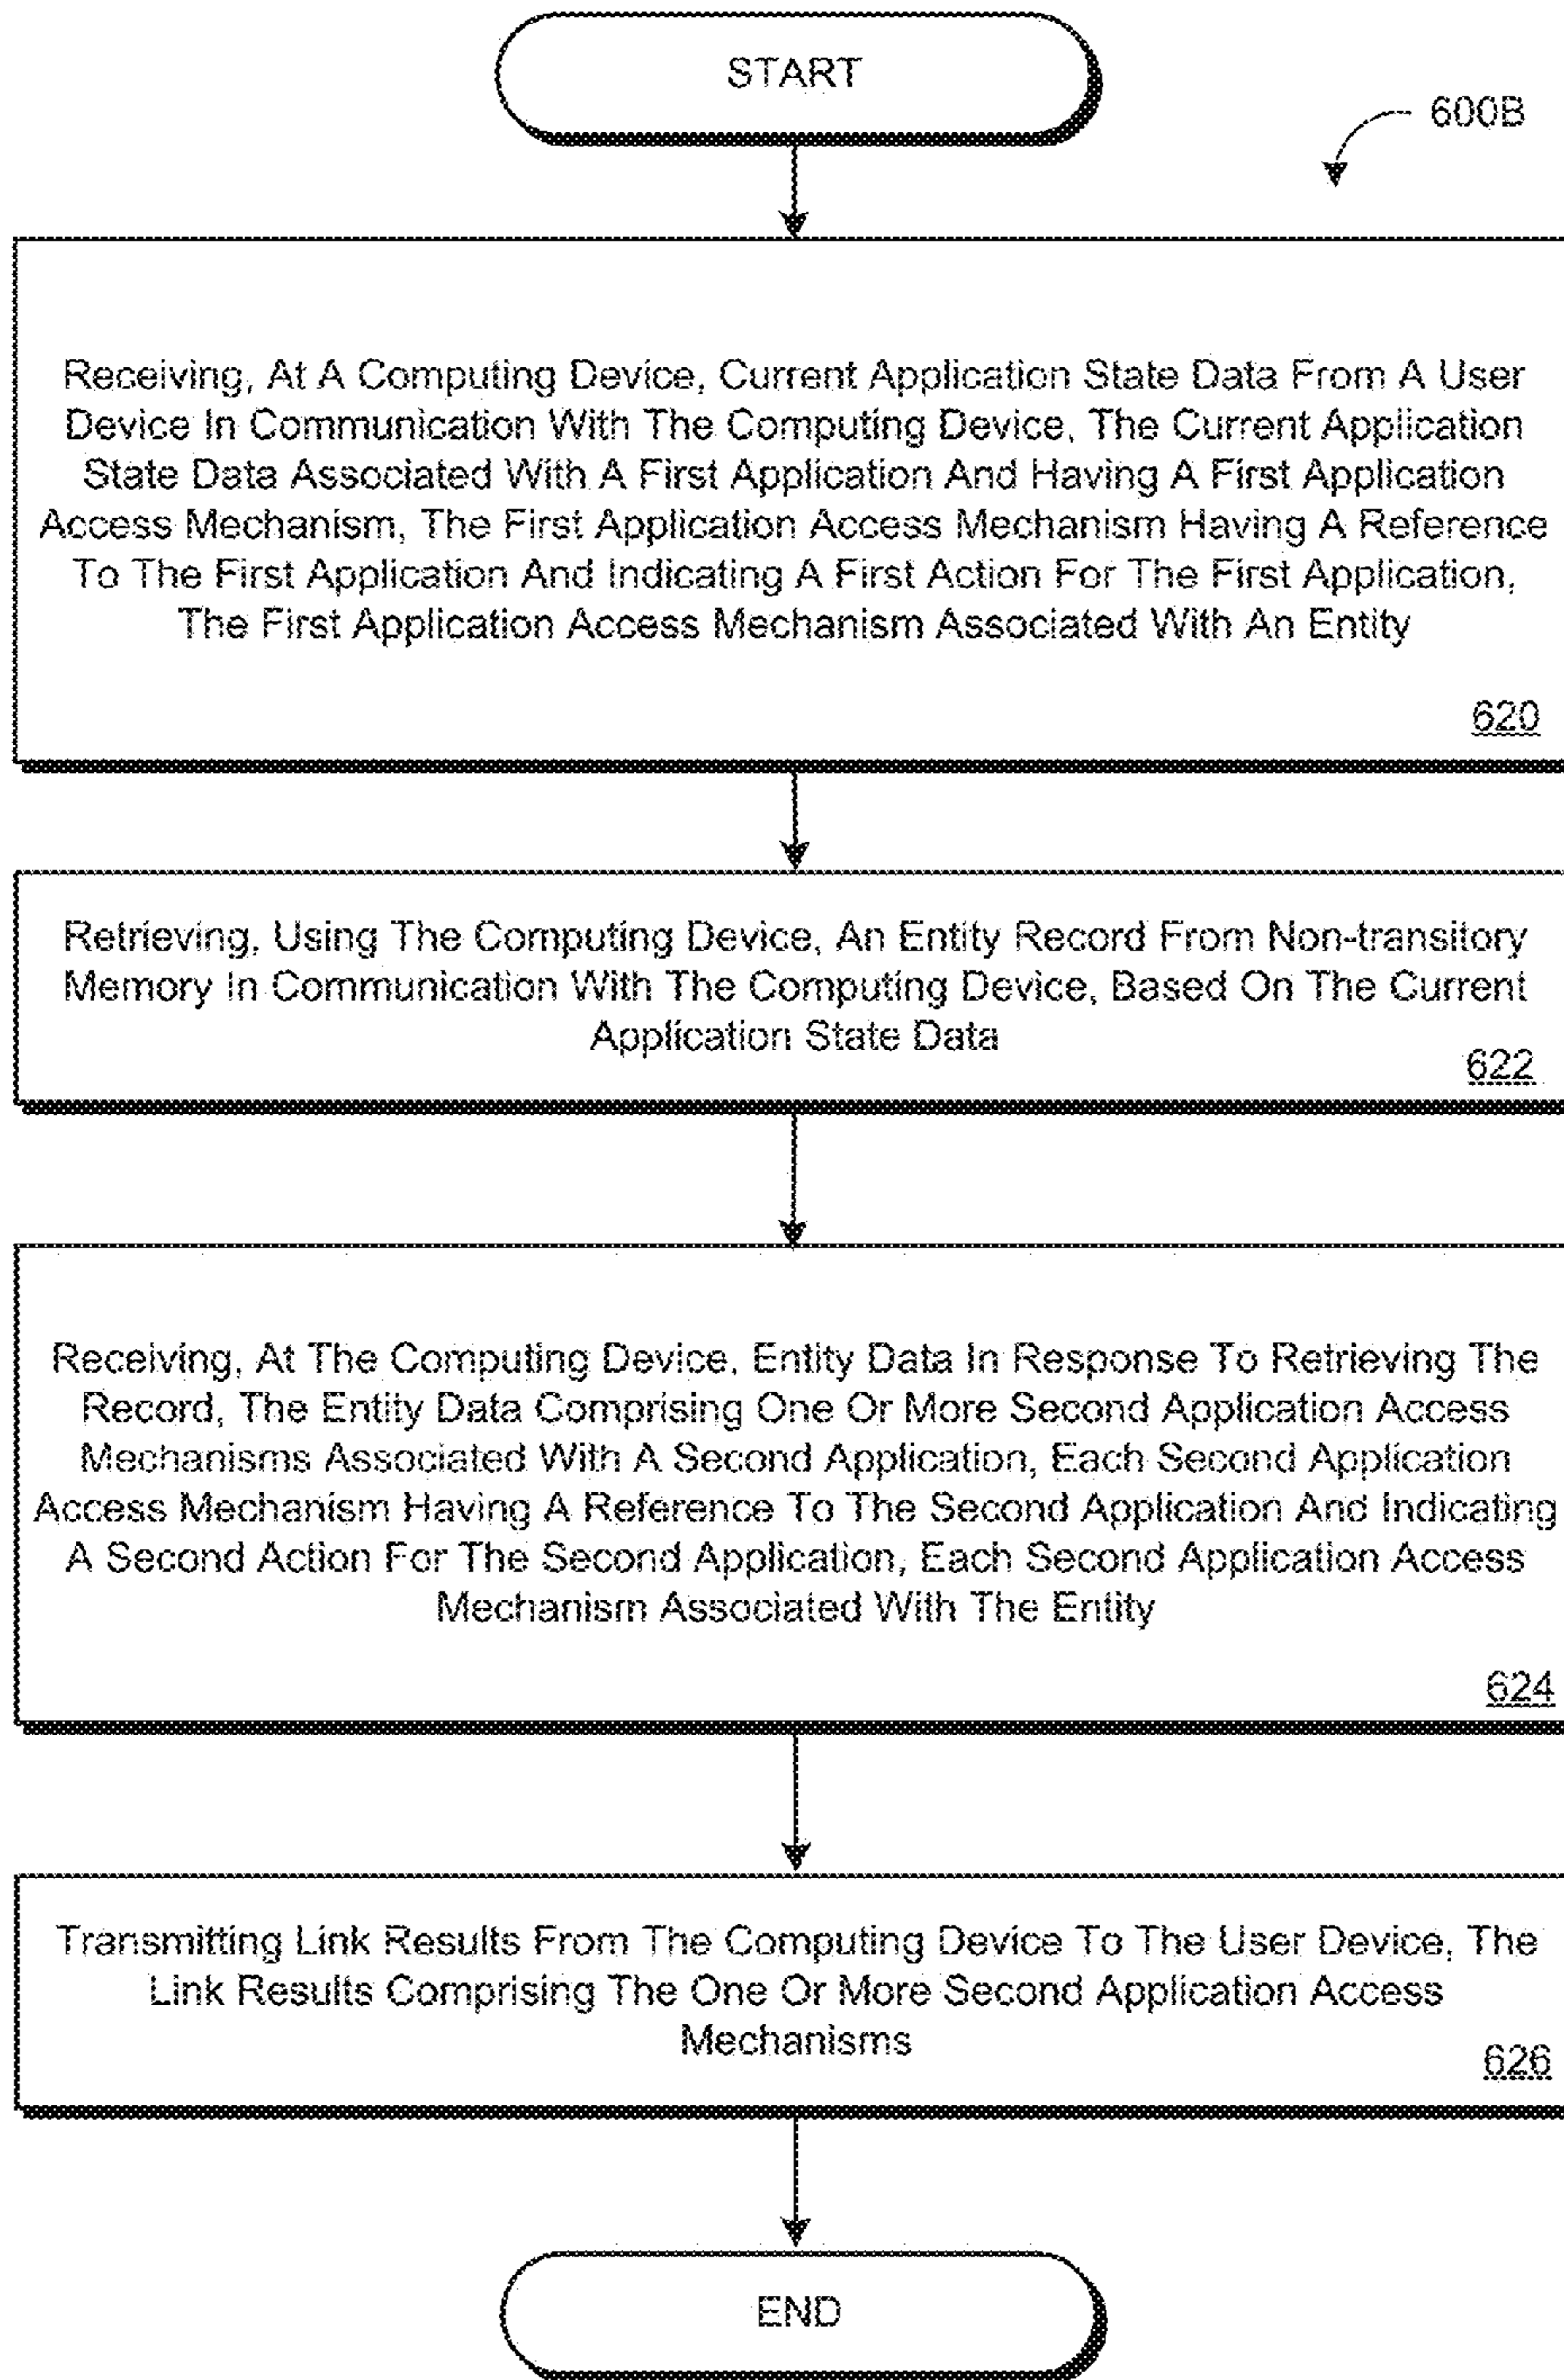 START
600B
Receiving, At A Computing Device, Current Application State Data From A User
Device In Communication With The Computing Device, The Current Application
State Data Associated With A First Application And Having A First Application
Access Mechanism, The First Application Access Mechanism Having A Reference
To The First Application And Indicating A First Action For The First Application,
The First Application Access Mechanism Associated With An Entity
620
Retrieving, Using The Computing Device, An Entity Record From Non-transitory
Memory In Communication With The Computing Device, Based On The Current
Application State Data
622
Receiving, At The Computing Device, Entity Data In Response To Retrieving The
Record, The Entity Data Comprising One Or More Second Application Access
Mechanisms Associated With A Second Application, Each Second Application
Access Mechanism Having A Reference To The Second Application And Indicating
A Second Action For The Second Application, Each Second Application Access
Mechanism Associated With The Entity
624
Transmitting Link Results From The Computing Device To The User Device, The
Link Results Comprising The One Or More Second Application Access
Mechanisms
626
END